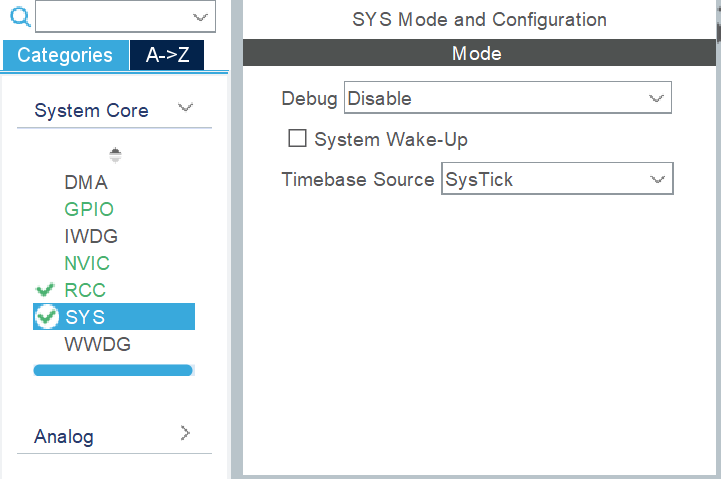 SYS Mode and Configuration
Categories
A->Z
Mode
System Core
Debug Disable
System Wake-Up
Timebase Source SysTick
DMA
GPIO
IWDG
NVIC
RCC
SYS
WWDG
Analog